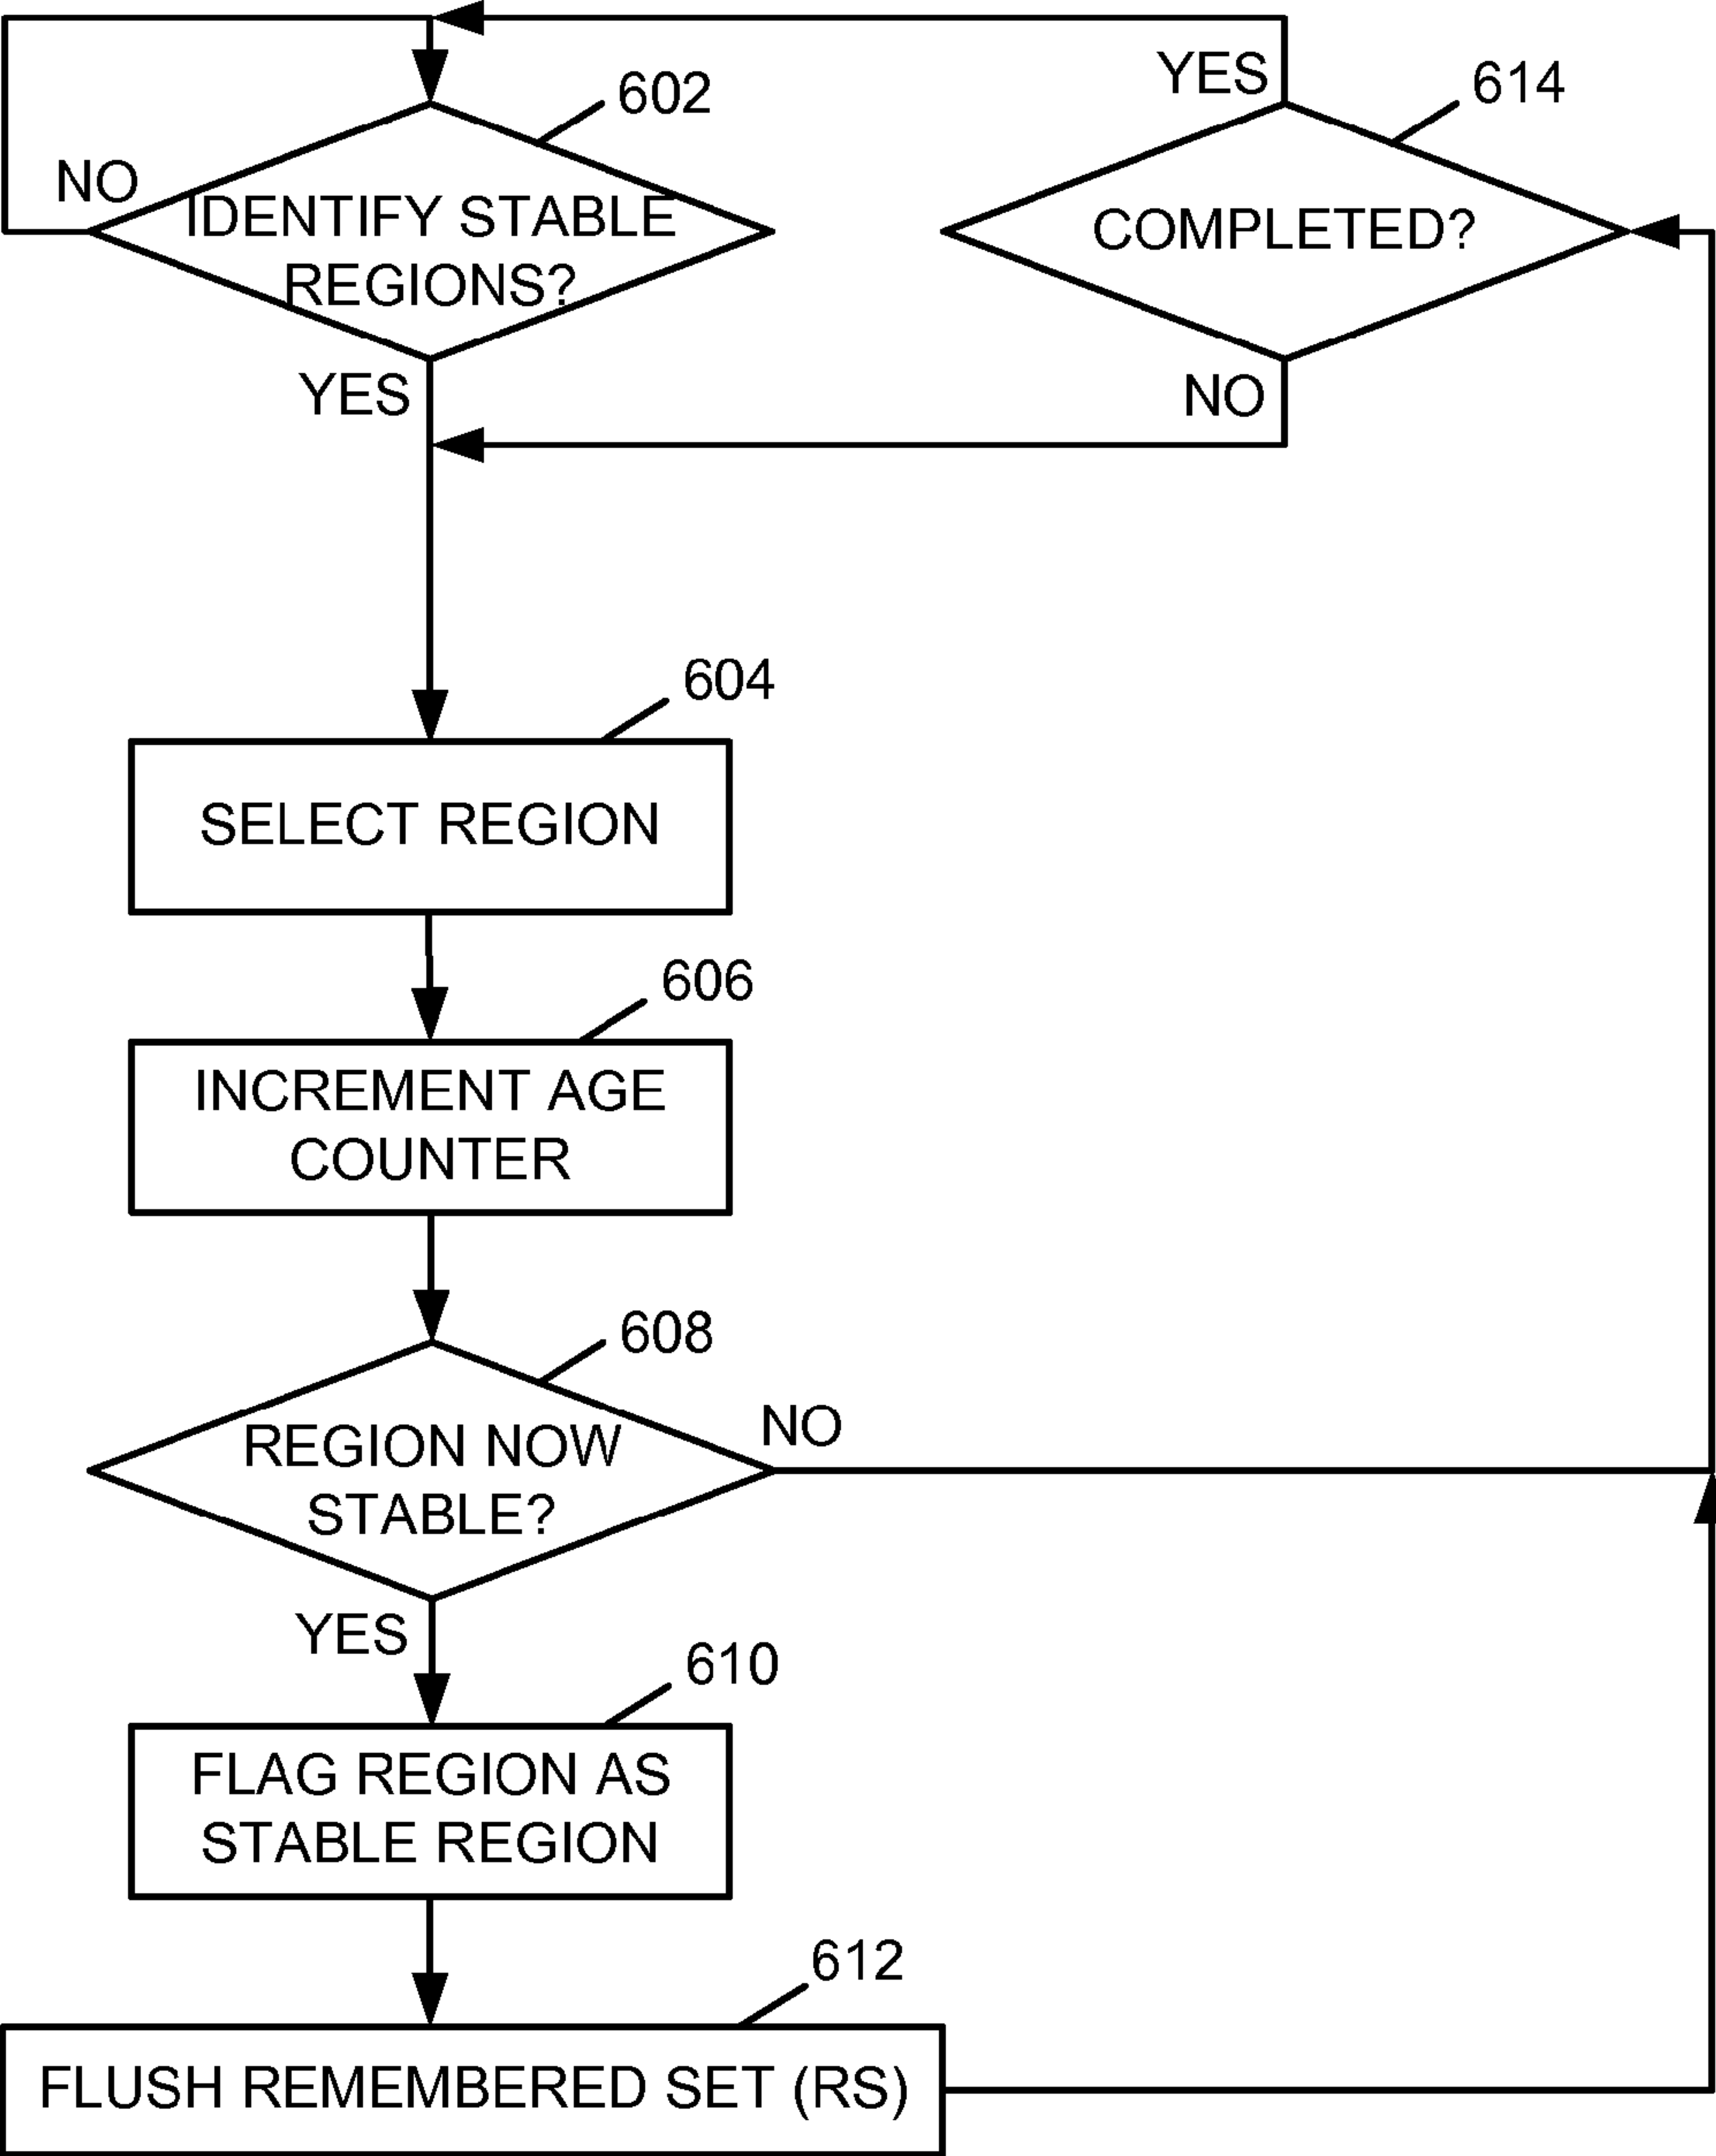 602
NO
IDENTIFY STABLE
REGIONS?
YES
YES
614
COMPLETED?
NO
604
SELECT REGION
606
INCREMENT AGE
COUNTER
608
REGION NOW
STABLE?
NO
YES
610
FLAG REGION AS
STABLE REGION
612
FLUSH REMEMBERED SET (RS)